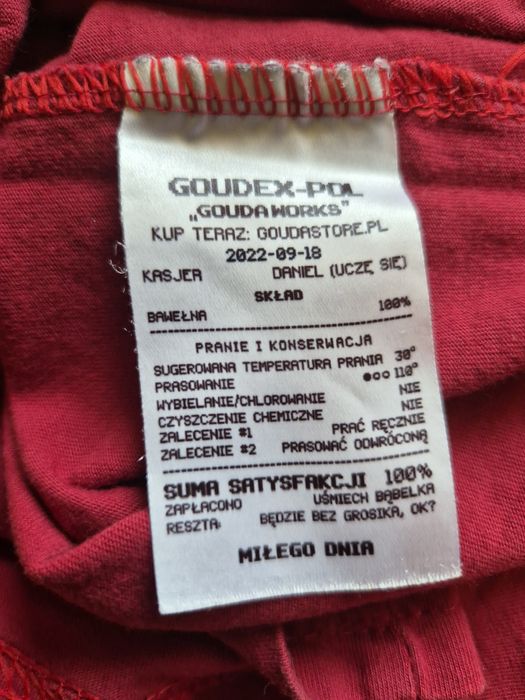 GOUDEX-POL
„GOUDA WORKS"
KUP TERAZ: GOUDASTORE.PL
2022-09-18
KASJER DANIEL (UCZĘ SIĘ)
SKŁAD
BAWEŁNA 100%
PRANIE I KONSERWACJA
SUGEROWANA TEMPERATURA PRANIA 30°
PRASOWANIE ●○○ 110°
WYBIELANIE/CHLOROWANIE NIE
CZYSZCZENIE CHEMICZNE NIE
ZALECENIE #1 PRAĆ RĘCZNIE
ZALECENIE #2 PRASOWAĆ ODWRÓCONĄ
SUMA SATYSFAKCJI 100%
ZAPŁACONO UŚMIECH BĄBELKA
RESZTA: BĘDZIE BEZ GROSIKA, OK?
MIŁEGO DNIA